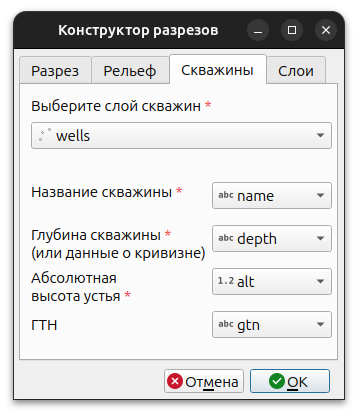 Конструктор разрезов
Разрез Рельеф Скважины Слои
Выберите слой скважин *
wells
Название скважины * abc name
Глубина скважины *
(или данные о кривизне) abc depth
Абсолютная
высота устья * 1.2 alt
ГТН abc gtn
Отмена OK